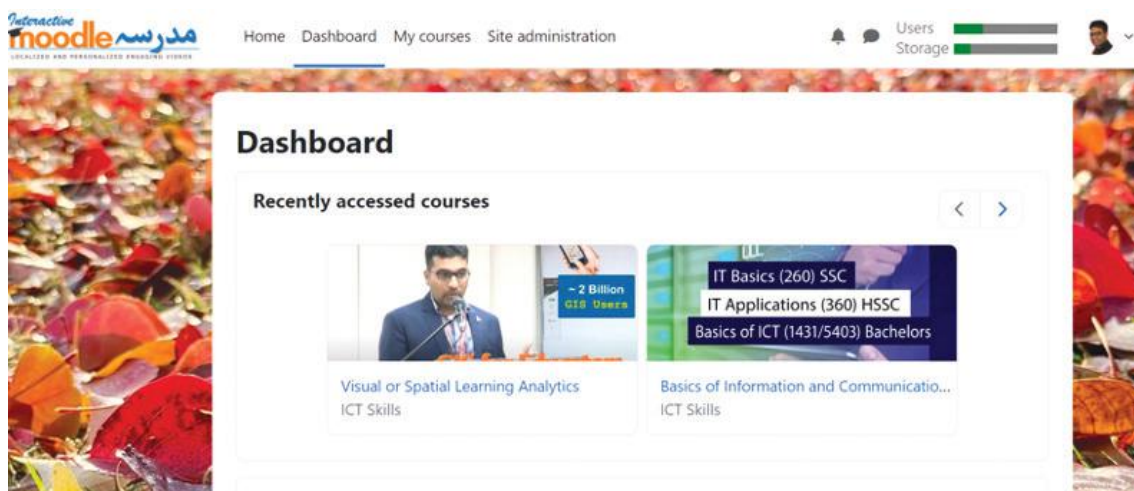 Interactive
moodle مدرسه
LOCALIZED AND PERSONALIZED ENGAGING VIDEOS
Home Dashboard My courses Site administration
Users
Storage
Dashboard
Recently accessed courses
~ 2 Billion
GIS Users
IT Basics (260) SSC
IT Applications (360) HSSC
Basics of ICT (1431/5403) Bachelors
Visual or Spatial Learning Analytics
ICT Skills
Basics of Information and Communicatio...
ICT Skills